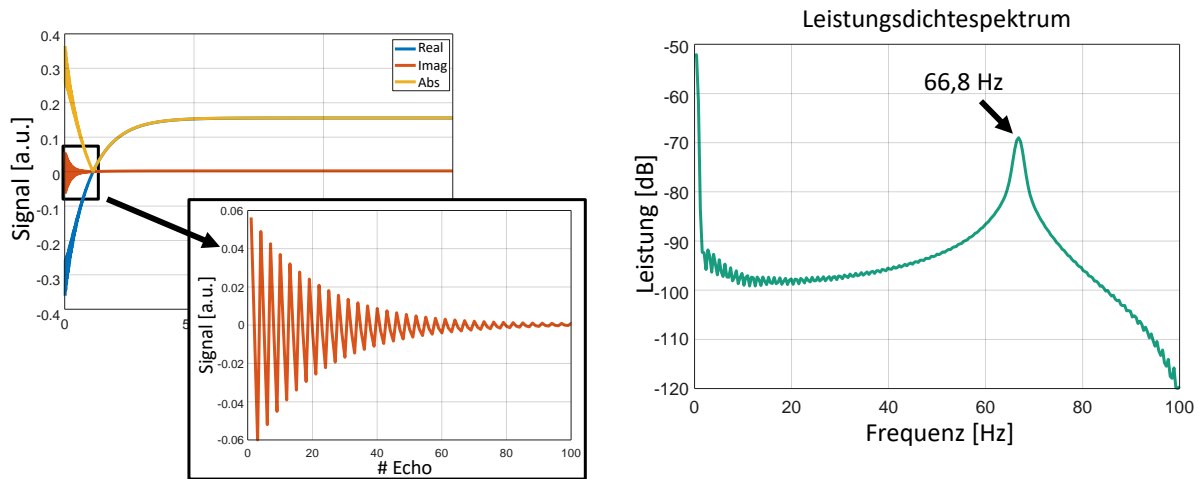 0.4
0.3
0.2
0.1
0
-0.1
-0.2
-0.3
-0.4
Signal [a.u.]
Real
Imag
Abs
0
5
0.06
0.04
0.02
0
-0.02
-0.04
-0.06
Signal [a.u.]
0 20 40 60 80 100
# Echo
Leistungsdichtespektrum
-50
-60
-70
-80
-90
-100
-110
-120
Leistung [dB]
66,8 Hz
0 20 40 60 80 100
Frequenz [Hz]